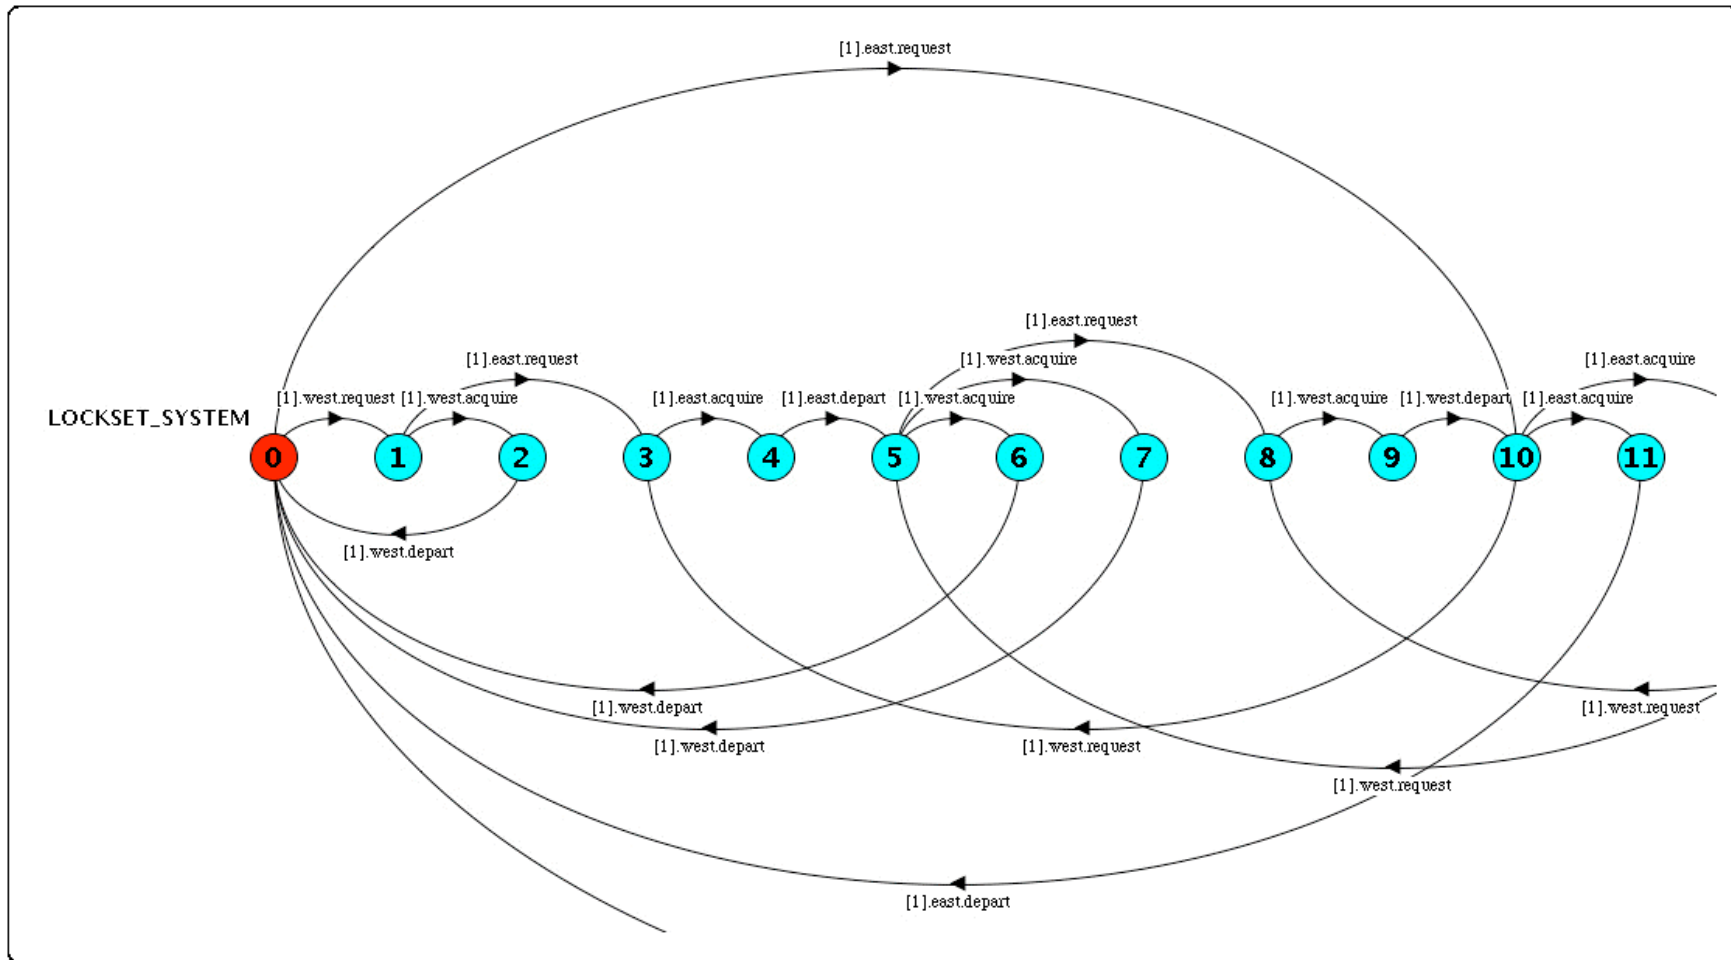 [1].east.request
[1].east.request
[1].east.request
[1].west.acquire
[1].east.acquire
[1].west.request
[1].west.acquire
[1].east.acquire
[1].east.depart
[1].west.acquire
[1].west.acquire
[1].west.depart
[1].east.acquire
LOCKSET_SYSTEM
0
1
2
3
4
5
6
7
8
9
10
11
[1].west.depart
[1].west.depart
[1].west.request
[1].west.depart
[1].west.request
[1].west.request
[1].east.depart